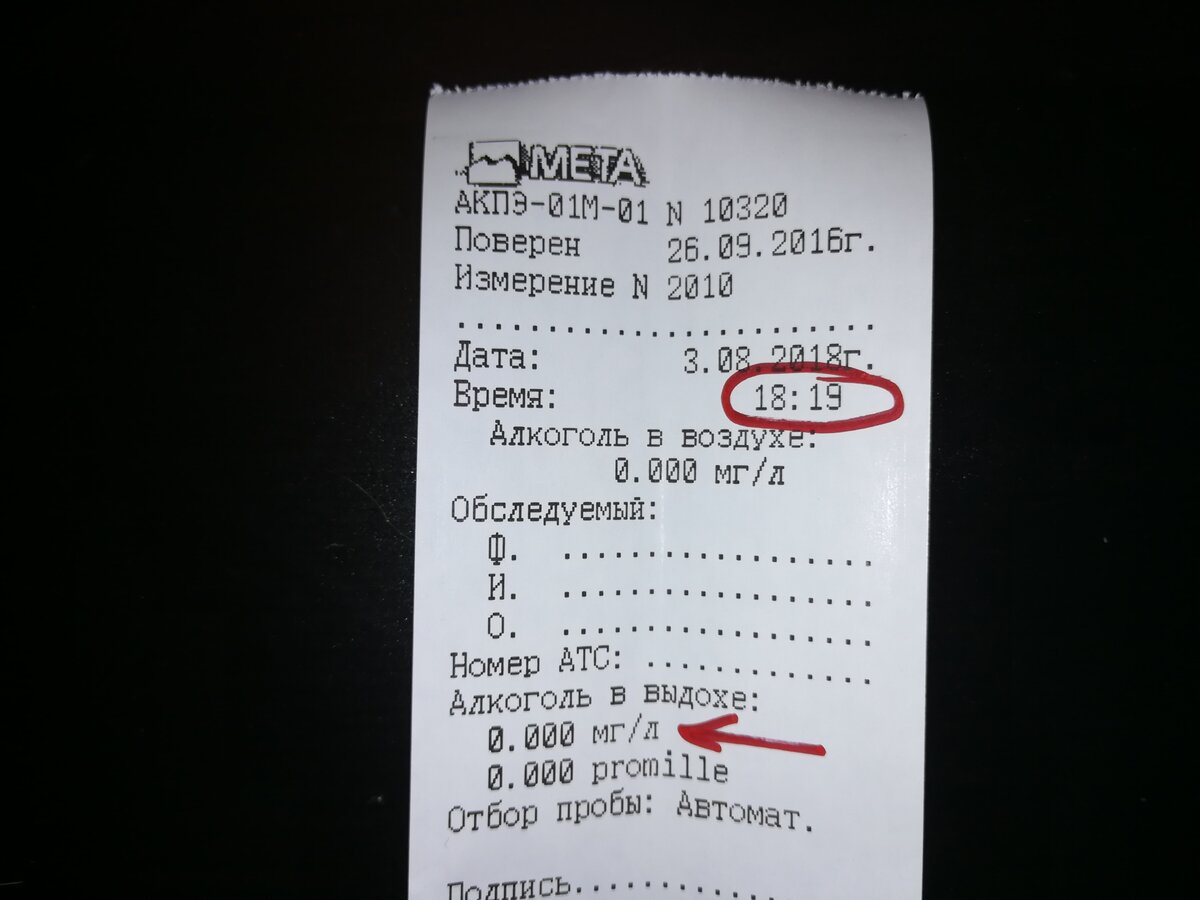 МЕТА
АКПЭ-01М-01 N 10320
Поверен 26.09.2016г.
Измерение N 2010
.......................
Дата: 3.08.2018г.
Время: 18:19
Алкоголь в воздухе:
0.000 мг/л
Обследуемый:
Ф. .................
И. .................
О. .................
Номер АТС: .............
Алкоголь в выдохе:
0.000 мг/л
0.000 promille
Отбор пробы: Автомат.
Подпись............